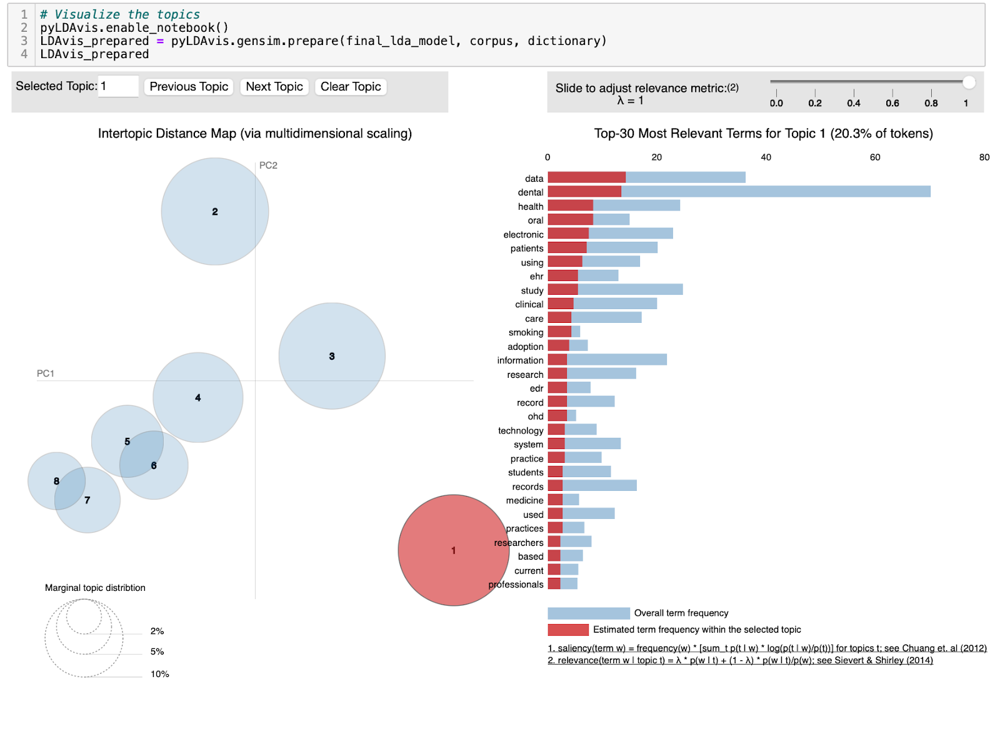 1 # Visualize the topics
2 pyLDAvis.enable_notebook()
3 LDAvis_prepared = pyLDAvis.gensim.prepare(final_lda_model, corpus, dictionary)
4 LDAvis_prepared
Selected Topic: 1 Previous Topic Next Topic Clear Topic
Slide to adjust relevance metric:(2)
λ = 1
0.0 0.2 0.4 0.6 0.8 1
Intertopic Distance Map (via multidimensional scaling)
PC2
2
3
PC1
4
5
6
8
7
1
Marginal topic distribtion
2%
5%
10%
Top-30 Most Relevant Terms for Topic 1 (20.3% of tokens)
0 20 40 60 80
data
dental
health
oral
electronic
patients
using
ehr
study
clinical
care
smoking
adoption
information
research
edr
record
ohd
technology
system
practice
students
records
medicine
used
practices
researchers
based
current
professionals
Overall term frequency
Estimated term frequency within the selected topic
1. saliency(term w) = frequency(w) * [sum_t p(t | w) * log(p(t | w)/p(t))] for topics t; see Chuang et. al (2012)
2. relevance(term w | topic t) = λ * p(w | t) + (1 - λ) * p(w | t)/p(w); see Sievert & Shirley (2014)